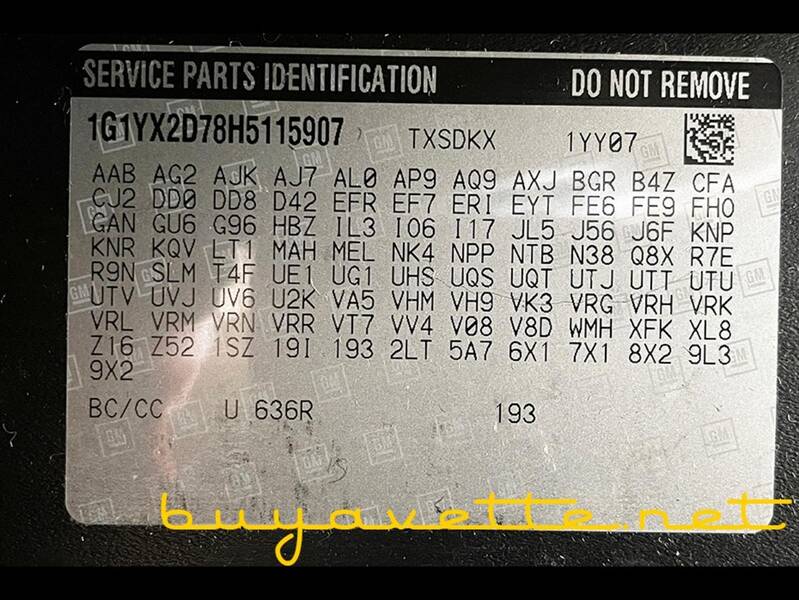 SERVICE PARTS IDENTIFICATION DO NOT REMOVE
1G1YX2D78H5115907 TXSDKX 1YY07
AAB AG2 AJK AJ7 AL0 AP9 AQ9 AXJ BGR B4Z CFA
CJ2 DD0 DD8 D42 EFR EF7 ERI EYT FE6 FE9 FH0
GAN GU6 G96 HBZ IL3 I06 I17 JL5 J56 J6F KNP
KNR KQV LT1 MAH MEL NK4 NPP NTB N38 Q8X R7E
R9N SLM T4F UE1 UG1 UHS UQS UQT UTJ UTT UTU
UTV UVJ UV6 U2K VA5 VHM VH9 VK3 VRG VRH VRK
VRL VRM VRN VRR VT7 VV4 V08 V8D WMH XFK XL8
Z16 Z52 1SZ 19I 193 2LT 5A7 6X1 7X1 8X2 9L3
9X2
BC/CC U 636R 193
buyavette.net